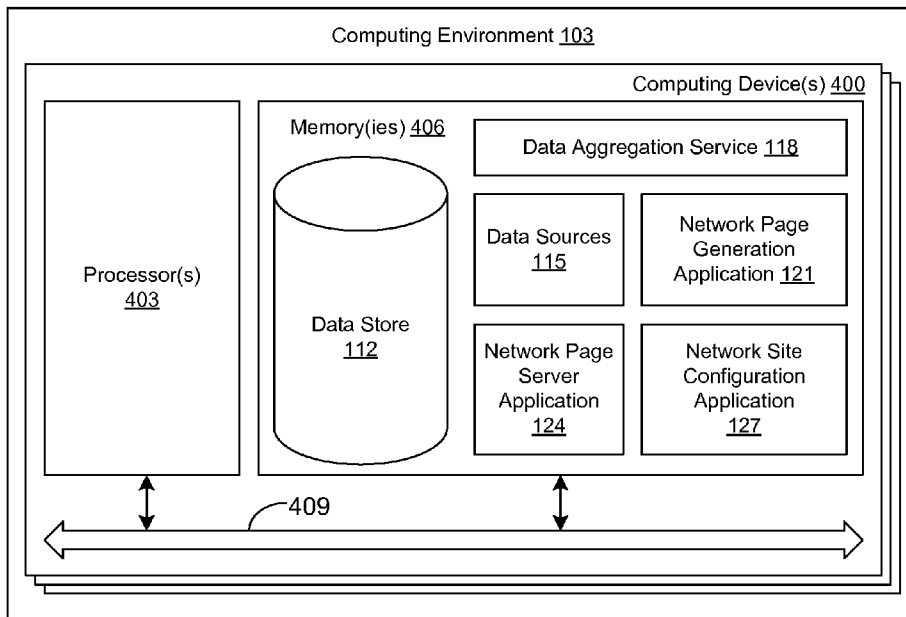 Computing Environment 103
Computing Device(s) 400
Processor(s)
403
Memory(ies) 406
Data Store
112
Data Aggregation Service 118
Data Sources
115
Network Page
Generation
Application 121
Network Page
Server
Application
124
Network Site
Configuration
Application
127
409